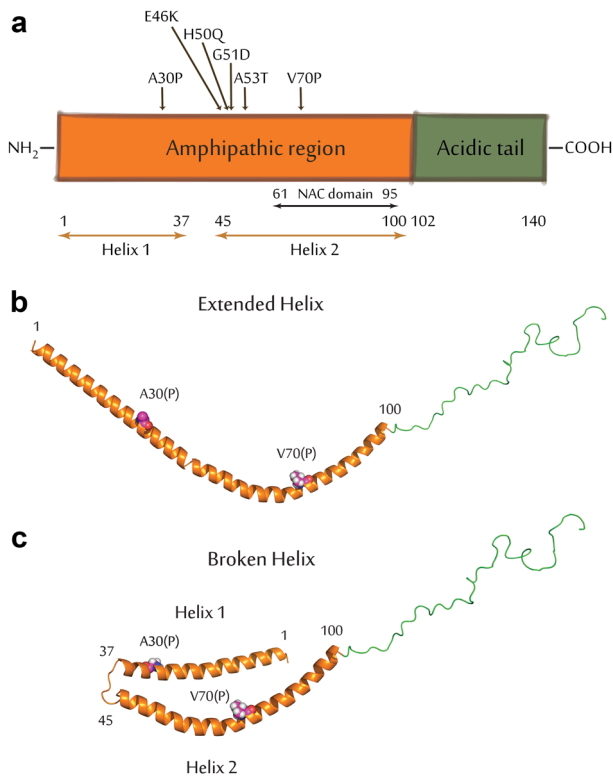 a
E46K
H50Q
G51D
A30P
A53T
V70P
NH2
Amphipathic region
Acidic tail
COOH
61 NAC domain 95
1 37 45 100 102 140
Helix 1 Helix 2
b
Extended Helix
1
A30(P)
V70(P)
100
c
Broken Helix
Helix 1
A30(P)
1
100
37
V70(P)
45
Helix 2